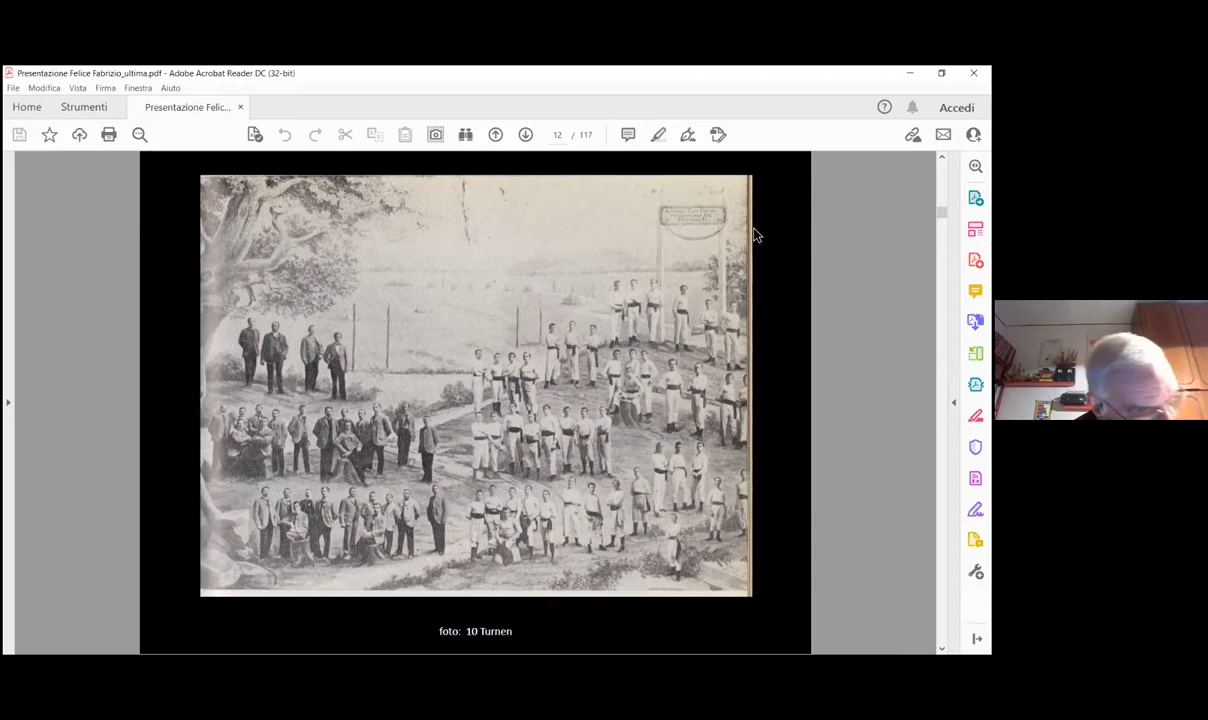 Presentazione Felice Fabrizio_ultima.pdf - Adobe Acrobat Reader DC (32-bit)
File Modifica Vista Firma Finestra Aiuto
Home Strumenti Presentazione Felic... × Accedi
12 / 117
foto: 10 Turnen